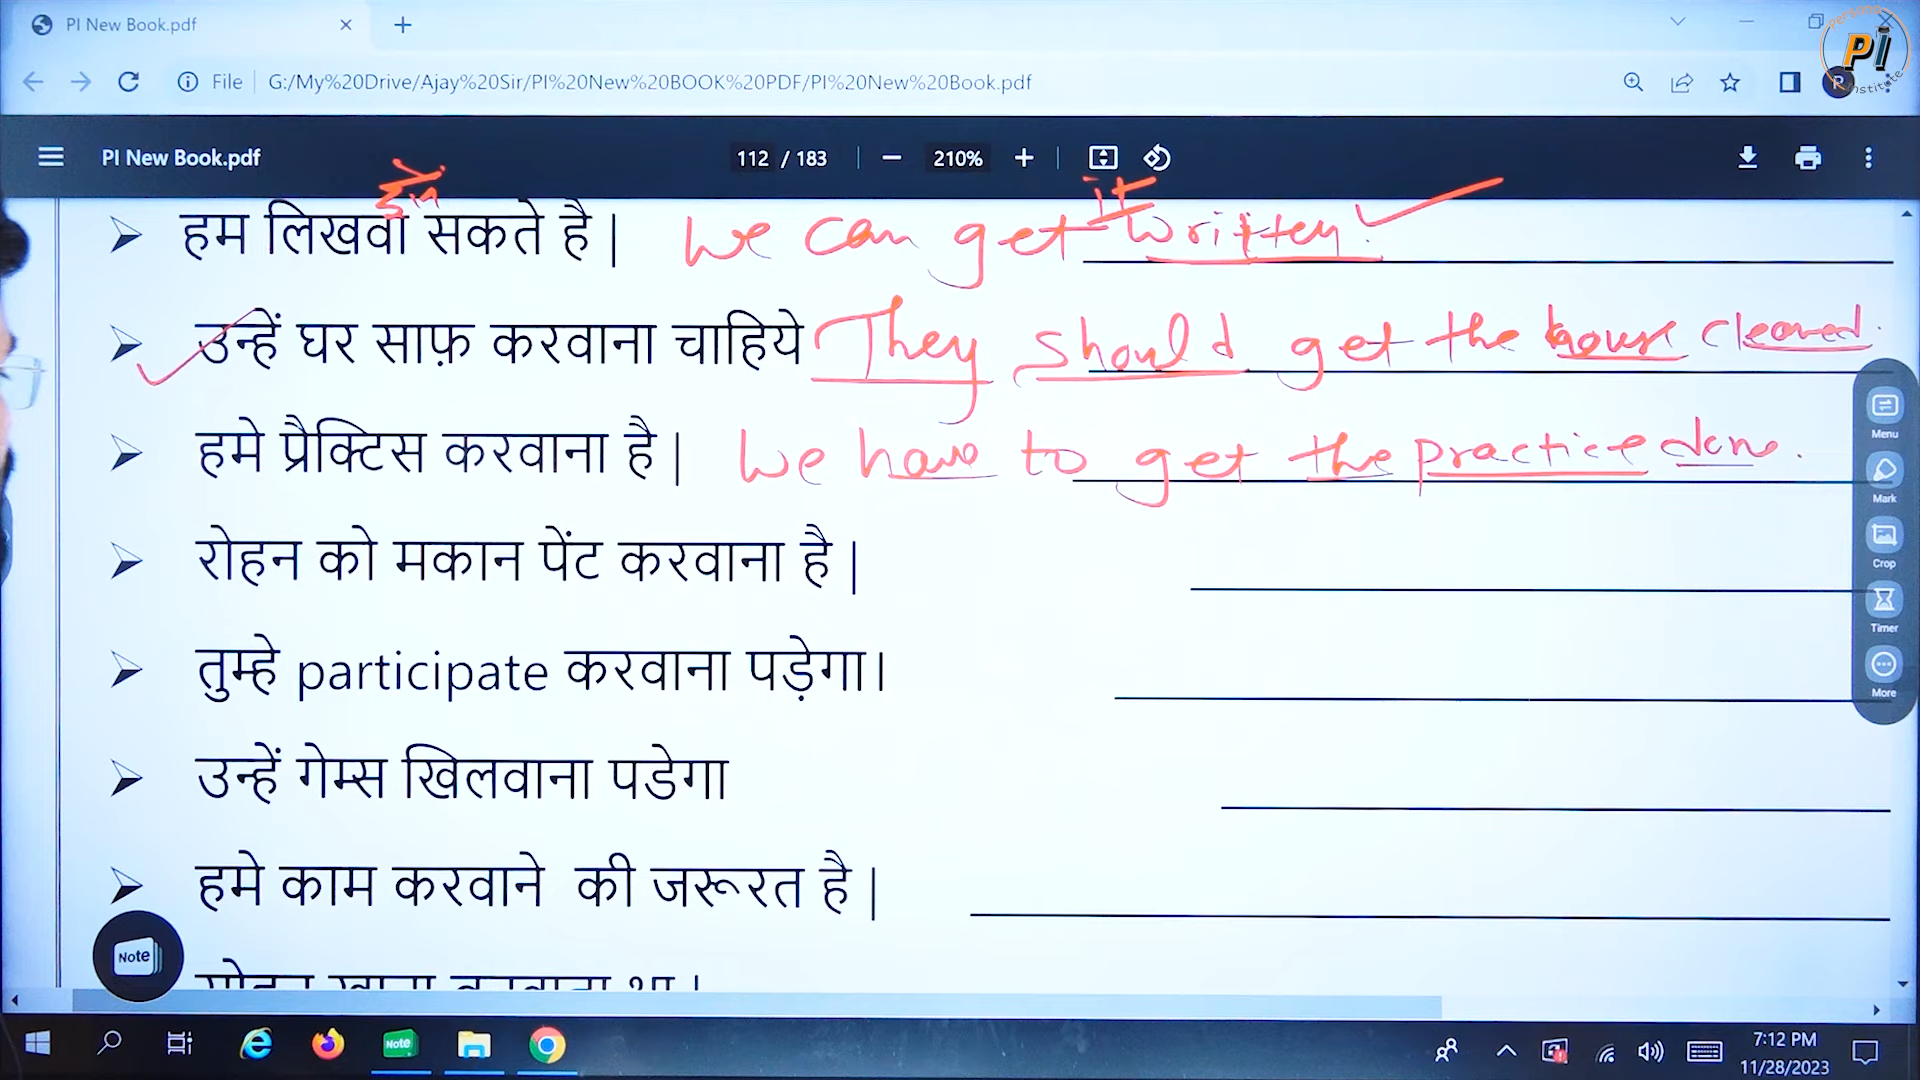 PI New Book.pdf
File G:/My%20Drive/Ajay%20Sir/PI%20New%20BOOK%20PDF/PI%20New%20Book.pdf
PI
institute
PI New Book.pdf 112 / 183 210%
it
हम लिखवा सकते है| We can get written.
उन्हें घर साफ़ करवाना चाहिये They should get the house cleaned.
हमे प्रैक्टिस करवाना है| We have to get the practice done.
रोहन को मकान पेंट करवाना है|
तुम्हे participate करवाना पड़ेगा।
उन्हें गेम्स खिलवाना पडेगा
हमे काम करवाने की जरूरत है|
Menu
Mark
Crop
Timer
More
Note
Note
7:12 PM
11/28/2023